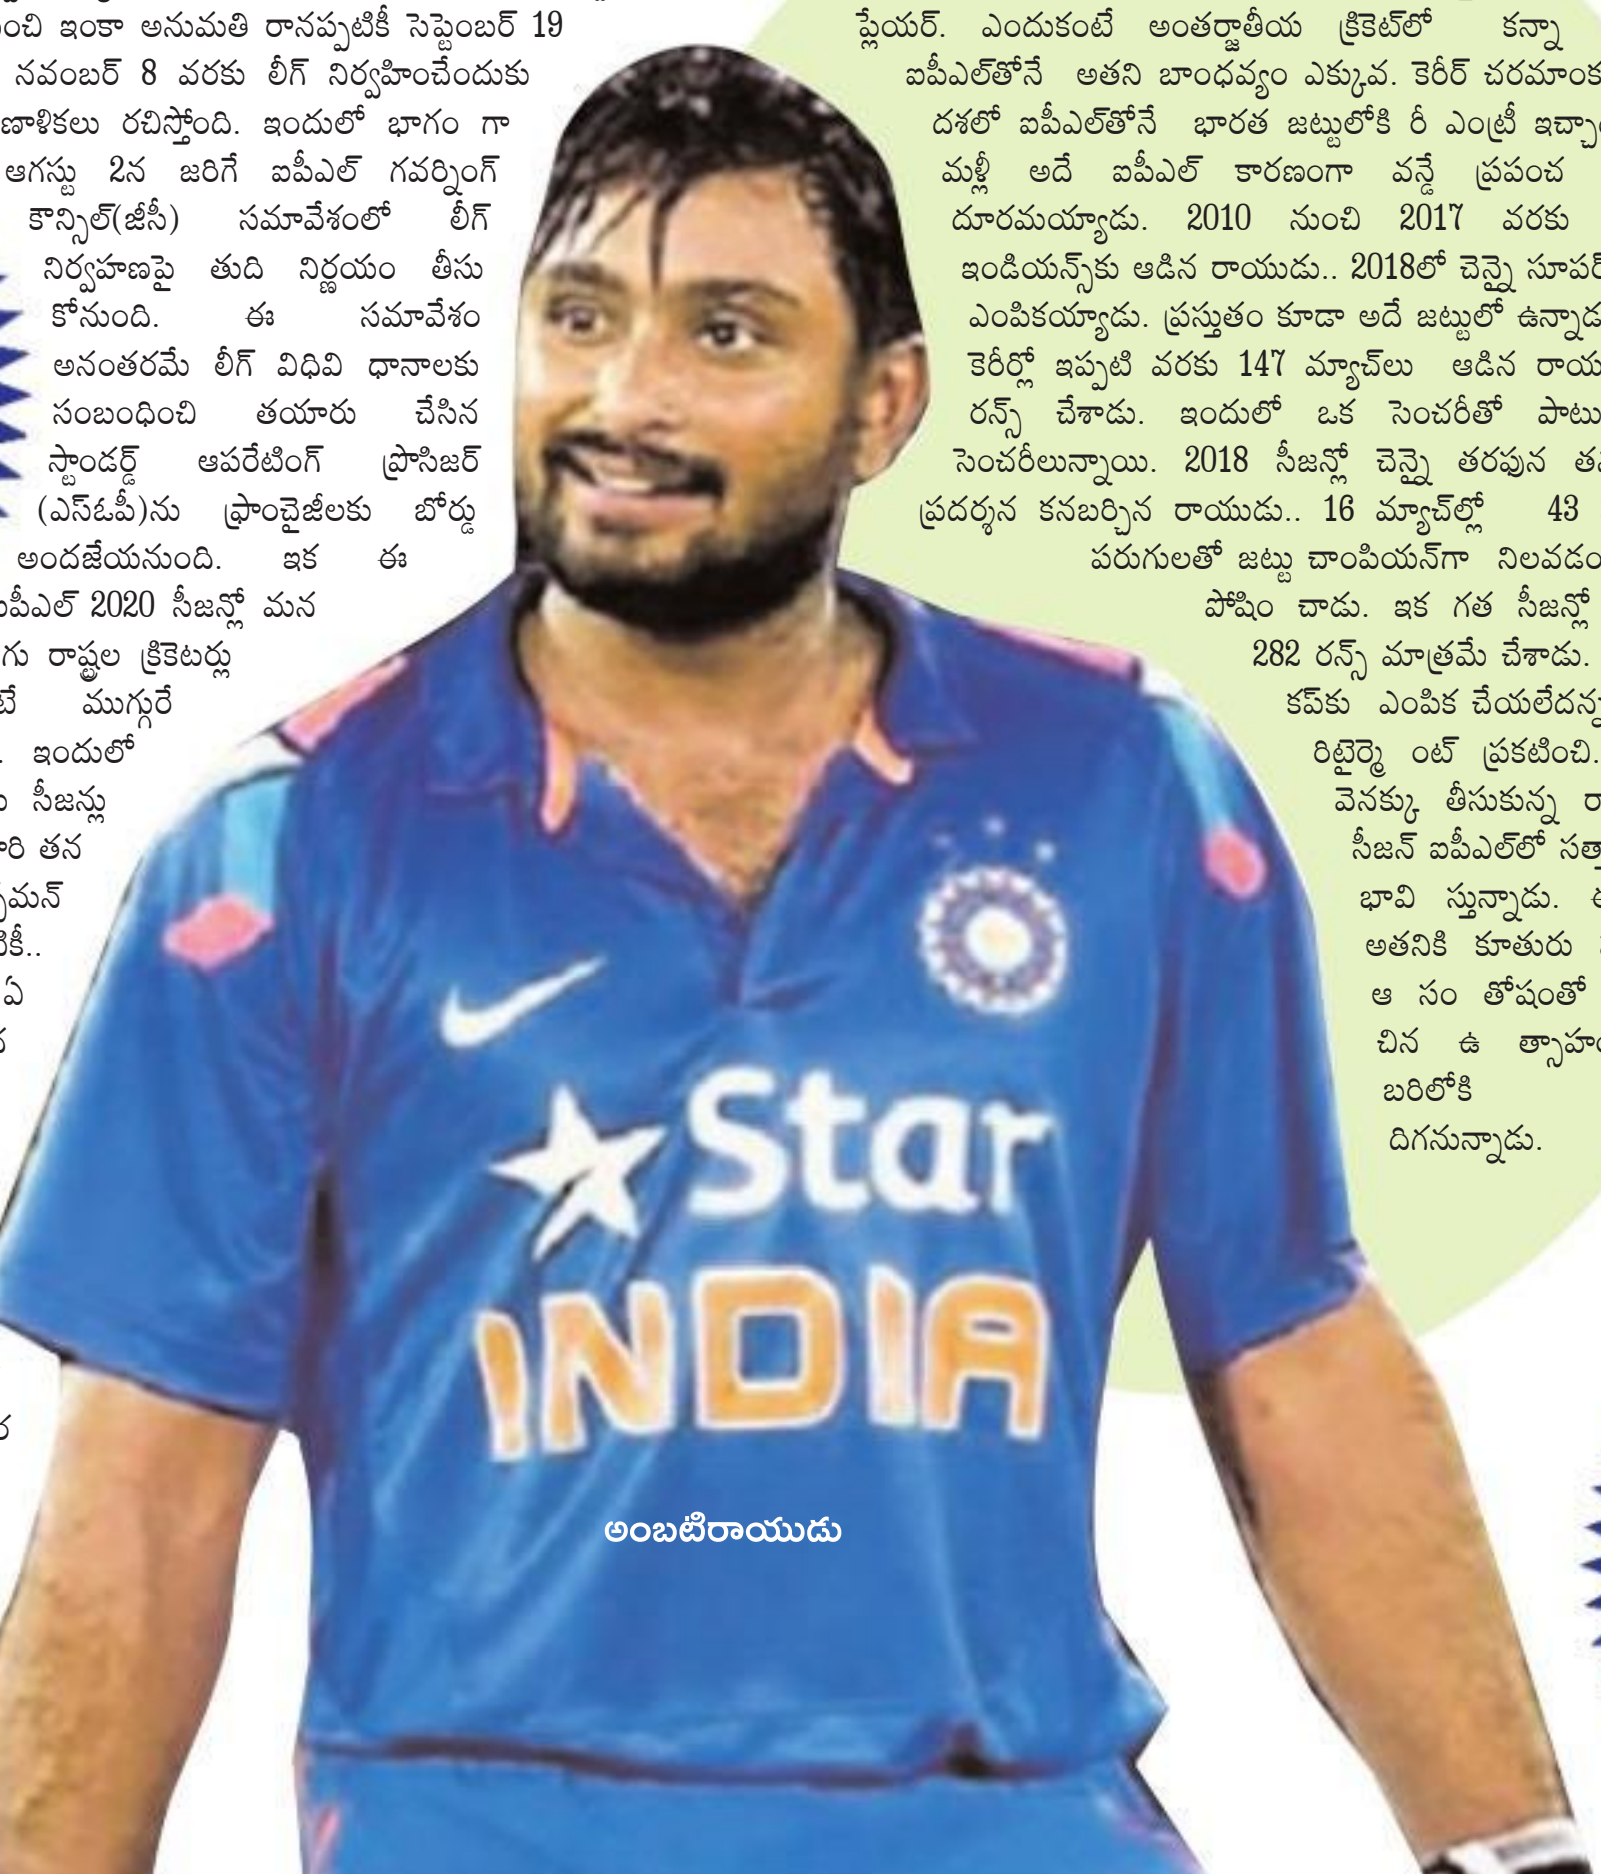 ఇంకా అనుమతి రానప్పటికీ సెప్టెంబర్ 19
నవంబర్ 8 వరకు లీగ్ నిర్వహించేందుకు
రచిస్తోంది. ఇందులో భాగం గా
ఆగస్టు 2న జరిగే ఐపీఎల్ గవర్నింగ్
కౌన్సిల్(జీసీ) సమావేశంలో లీగ్
నిర్వహణపై తుది నిర్ణయం తీసు
కోనుంది. ఈ సమావేశం
అనంతరమే లీగ్ విధివి ధానాలకు
సంబంధించి తయారు చేసిన
స్టాండర్డ్ ఆపరేటింగ్ ప్రొసిజర్
(ఎస్ఓపీ)ను ఫ్రాంచైజీలకు బోర్డు
అందజేయనుంది. ఇక ఈ
2020 సీజన్లో మన
రాష్ట్రల క్రికెటర్లు
ముగ్గురే
ఇందులో
సీజన్లు
తన
ఏ
ప్లేయర్. ఎందుకంటే అంతర్జాతీయ క్రికెట్‌లో కన్నా
ఐపీఎల్‌తోనే అతని బాంధవ్యం ఎక్కువ. కెరీర్ చరమాంక
దశలో ఐపీఎల్‌తోనే భారత జట్టులోకి రీ ఎంట్రీ
మళ్లీ అదే ఐపీఎల్ కారణంగా వన్డే ప్రపంచ
దూరమయ్యాడు. 2010 నుంచి 2017 వరకు
ఇండియన్స్‌కు ఆడిన రాయుడు.. 2018లో చెన్నై
ఎంపికయ్యాడు. ప్రస్తుతం కూడా అదే జట్టులో
కెరీర్లో ఇప్పటి వరకు 147 మ్యాచ్‌లు ఆడిన
రన్స్ చేశాడు. ఇందులో ఒక సెంచరీతో పాటు
సెంచరీలున్నాయి. 2018 సీజన్లో చెన్నై తరఫున
ప్రదర్శన కనబర్చిన రాయుడు.. 16 మ్యాచ్‌ల్లో 43
పరుగులతో జట్టు చాంపియన్‌గా
పోషిం చాడు. ఇక గత సీజన్లో
282 రన్స్ మాత్రమే చేశాడు.
కప్‌కు ఎంపిక
రిటైర్మె ంట్ ప్రకటించి.
వెనక్కు తీసుకున్న
సీజన్ ఐపీఎల్‌లో
భావి స్తున్నాడు.
అతనికి కూతురు
ఆ సం తోషంతో
చిన ఉ
బరిలోకి
దిగనున్నాడు.
Star
INDIA
అంబటిరాయుడు